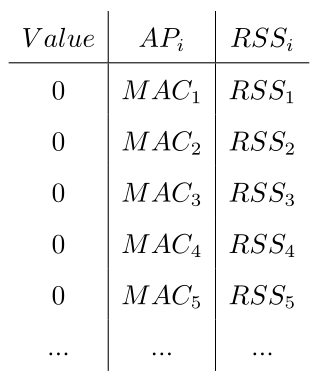 Value AP_i RSS_i
0 MAC_1 RSS_1
0 MAC_2 RSS_2
0 MAC_3 RSS_3
0 MAC_4 RSS_4
0 MAC_5 RSS_5
... ... ...